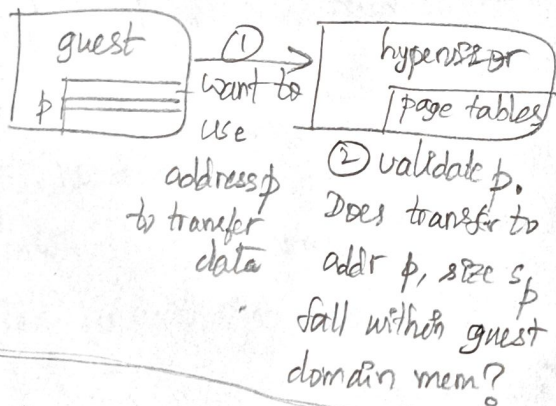 guest
p
①
want to
use
address p
to transfer
data
hypervisor
page tables
② validate p.
Does transfer to
addr p, size sp
fall within guest
domain mem?